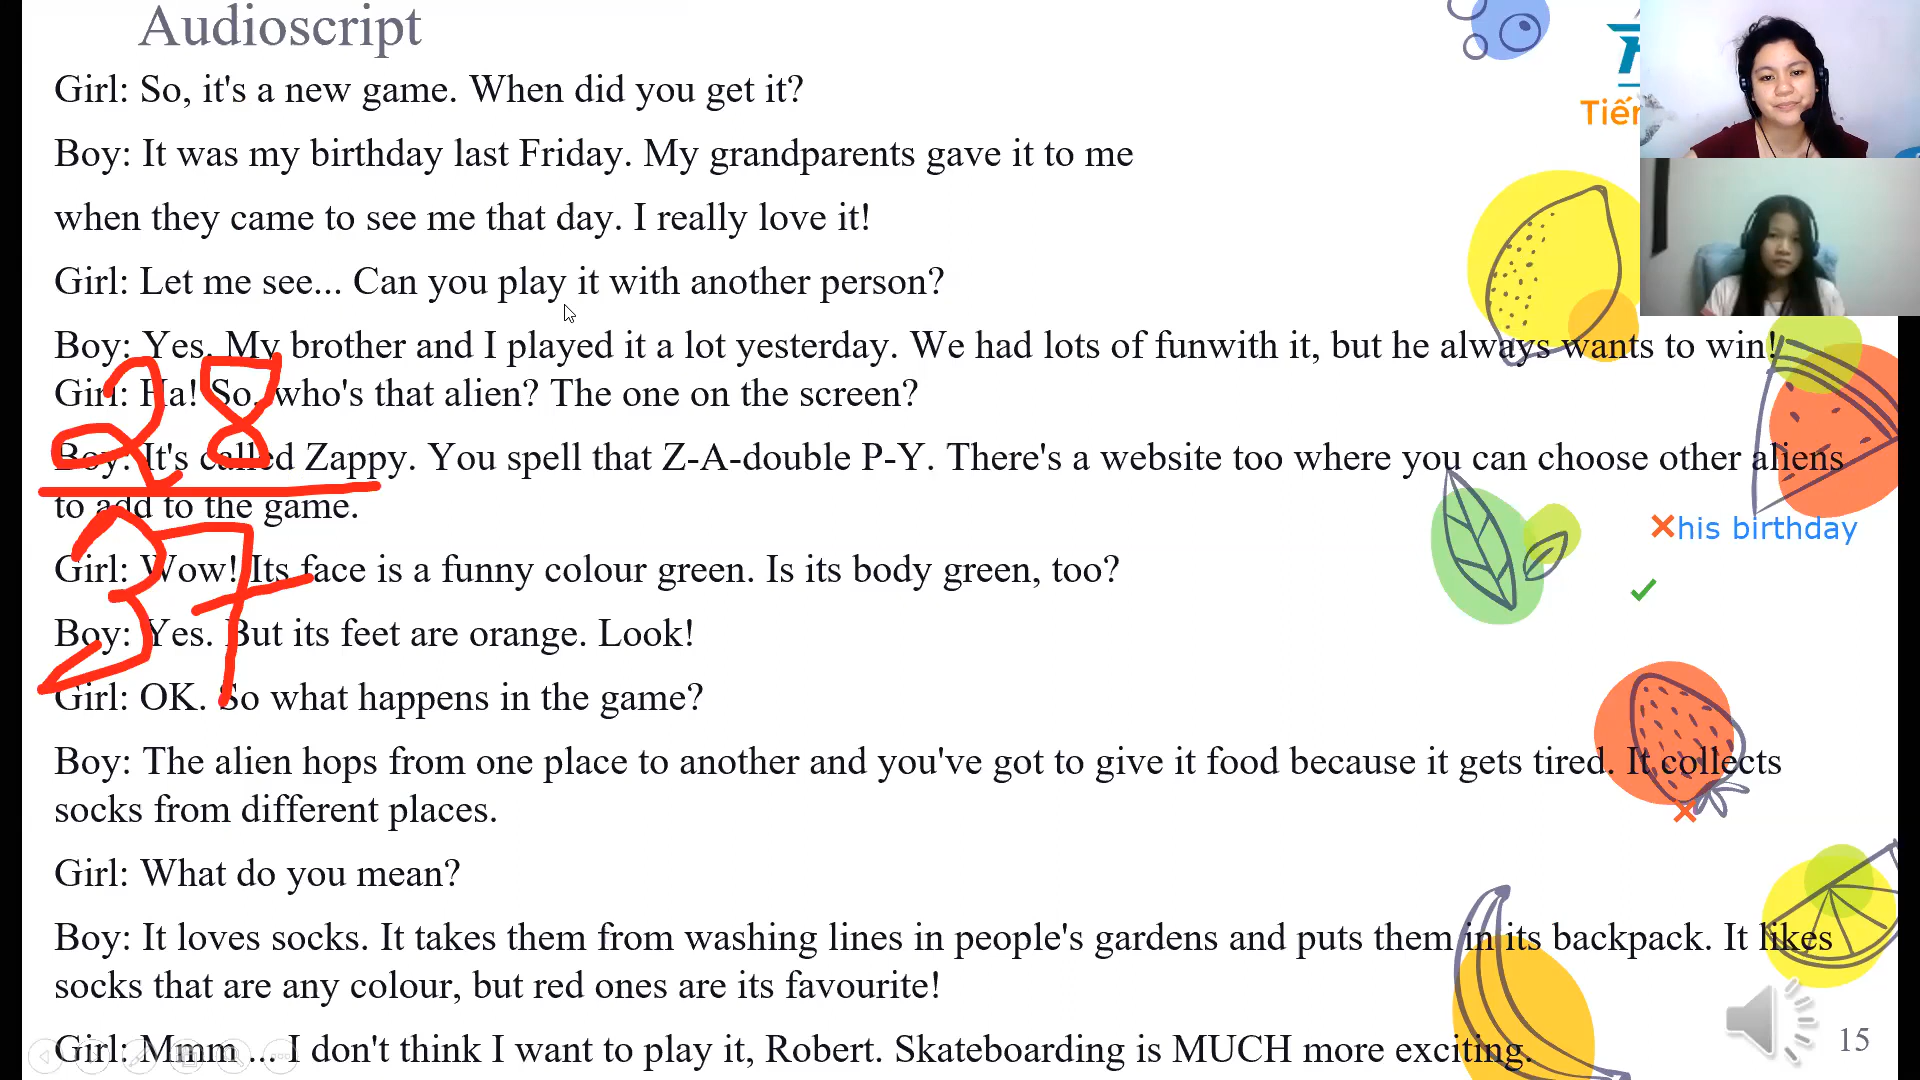 Audioscript
Girl: So, it's a new game. When did you get it?
Boy: It was my birthday last Friday. My grandparents gave it to me
when they came to see me that day. I really love it!
Girl: Let me see... Can you play it with another person?
Boy: Yes. My brother and I played it a lot yesterday. We had lots of funwith it, but he always wants to win!
Girl: Ha! So, who's that alien? The one on the screen?
Boy: It's called Zappy. You spell that Z-A-double P-Y. There's a website too where you can choose other aliens
to add to the game.
Girl: Wow! Its face is a funny colour green. Is its body green, too?
Boy: Yes. But its feet are orange. Look!
Girl: OK. So what happens in the game?
Boy: The alien hops from one place to another and you've got to give it food because it gets tired. It collects
socks from different places.
Girl: What do you mean?
Boy: It loves socks. It takes them from washing lines in people's gardens and puts them in its backpack. It likes
socks that are any colour, but red ones are its favourite!
Girl: Mmm ... I don't think I want to play it, Robert. Skateboarding is MUCH more exciting.
28
37
his birthday
15